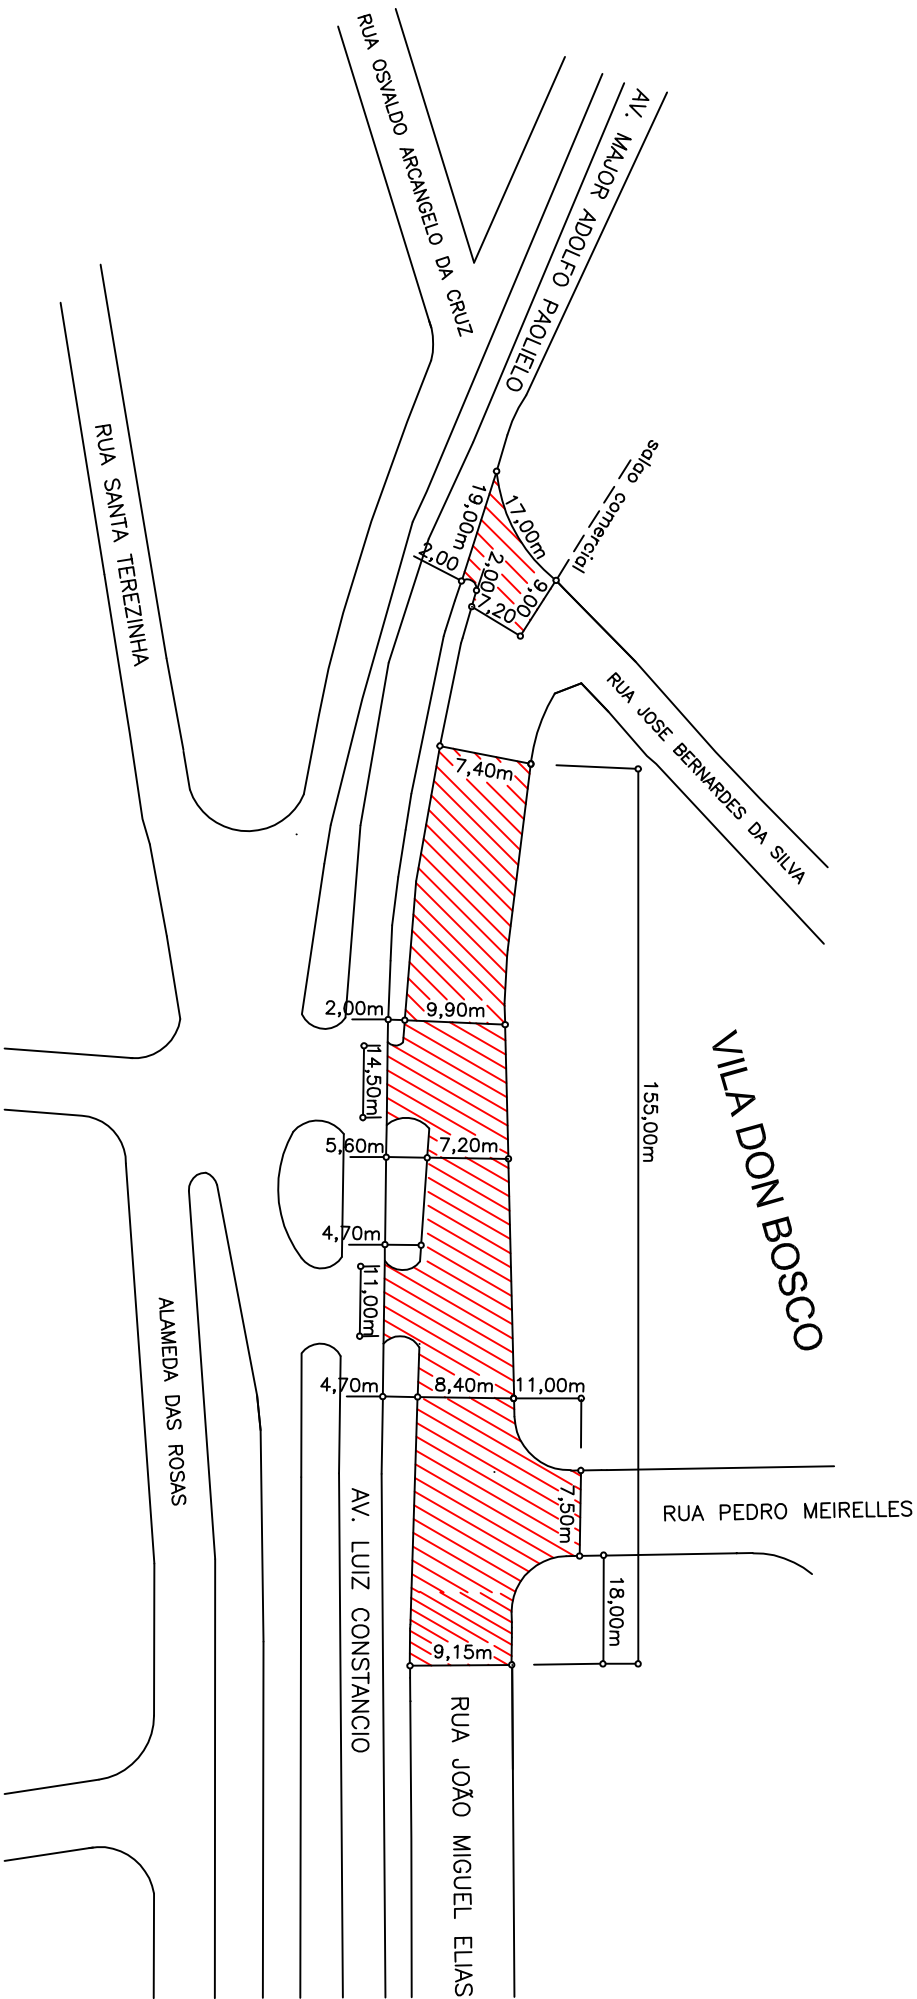 RUA OSVALDO ARCANGELO DA CRUZ
AV. MAJOR ADOLFO PAOLIELO
RUA SANTA TEREZINHA
salao comercial
17,00m
19,00m
2,00
2,00
9,00
7,20
RUA JOSE BERNARDES DA SILVA
7,40m
2,00m
9,90m
14,50m
VILA DON BOSCO
155,00m
5,60m
7,20m
4,70m
11,00m
ALAMEDA DAS ROSAS
4,70m
8,40m
11,00m
7,50m
RUA PEDRO MEIRELLES
AV. LUIZ CONSTANCIO
18,00m
9,15m
RUA JOÃO MIGUEL ELIAS